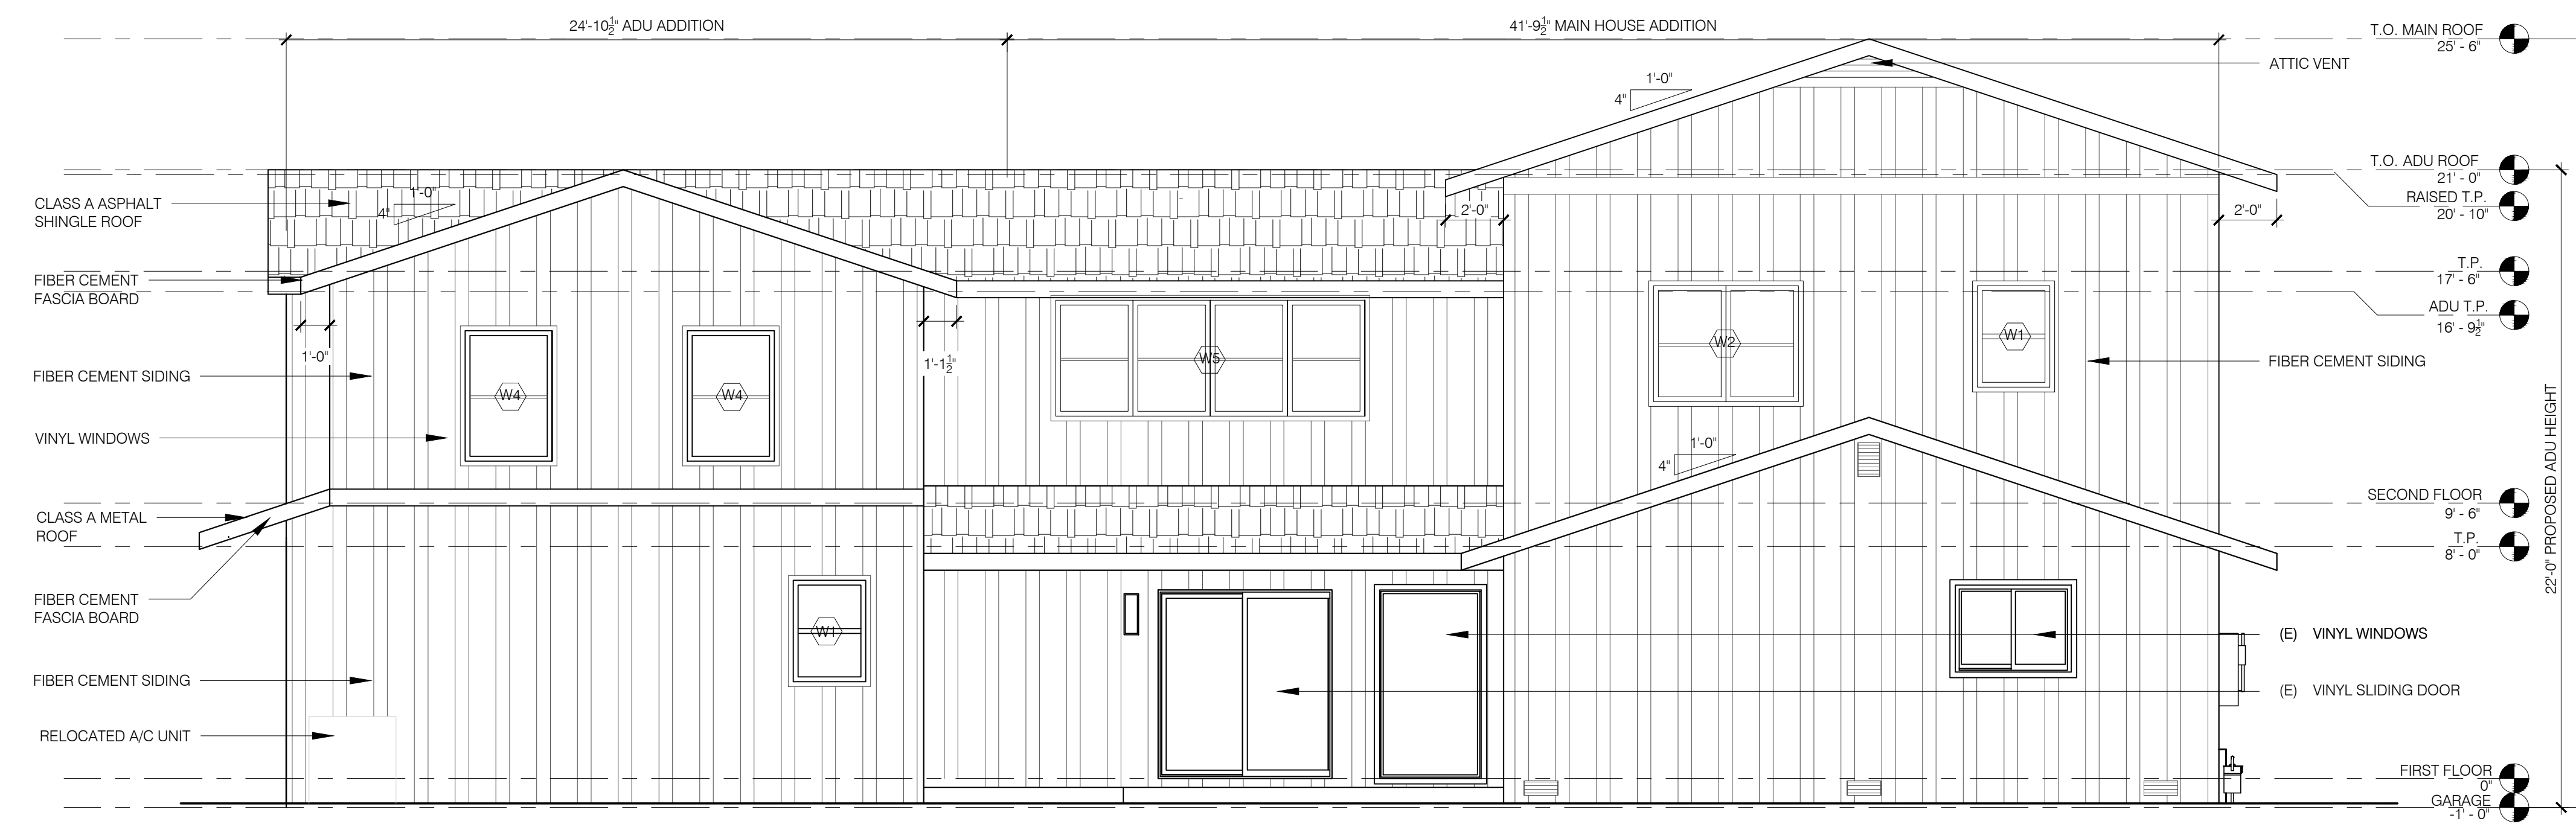 24'-10½" ADU ADDITION
41'-9½" MAIN HOUSE ADDITION
T.O. MAIN ROOF
25' - 6"
ATTIC VENT
1'-0"
4"
T.O. ADU ROOF
21' - 0"
RAISED T.P.
20' - 10"
CLASS A ASPHALT
SHINGLE ROOF
1'-0"
4"
2'-0"
2'-0"
FIBER CEMENT
FASCIA BOARD
T.P.
17' - 6"
ADU T.P.
16' - 9½"
1'-0"
1'-1½"
W5
W2
W1
FIBER CEMENT SIDING
FIBER CEMENT SIDING
W4
W4
VINYL WINDOWS
1'-0"
4"
22'-0" PROPOSED ADU HEIGHT
SECOND FLOOR
9' - 6"
CLASS A METAL
ROOF
T.P.
8' - 0"
FIBER CEMENT
FASCIA BOARD
W1
(E) VINYL WINDOWS
FIBER CEMENT SIDING
(E) VINYL SLIDING DOOR
RELOCATED A/C UNIT
FIRST FLOOR
0"
GARAGE
-1' - 0"